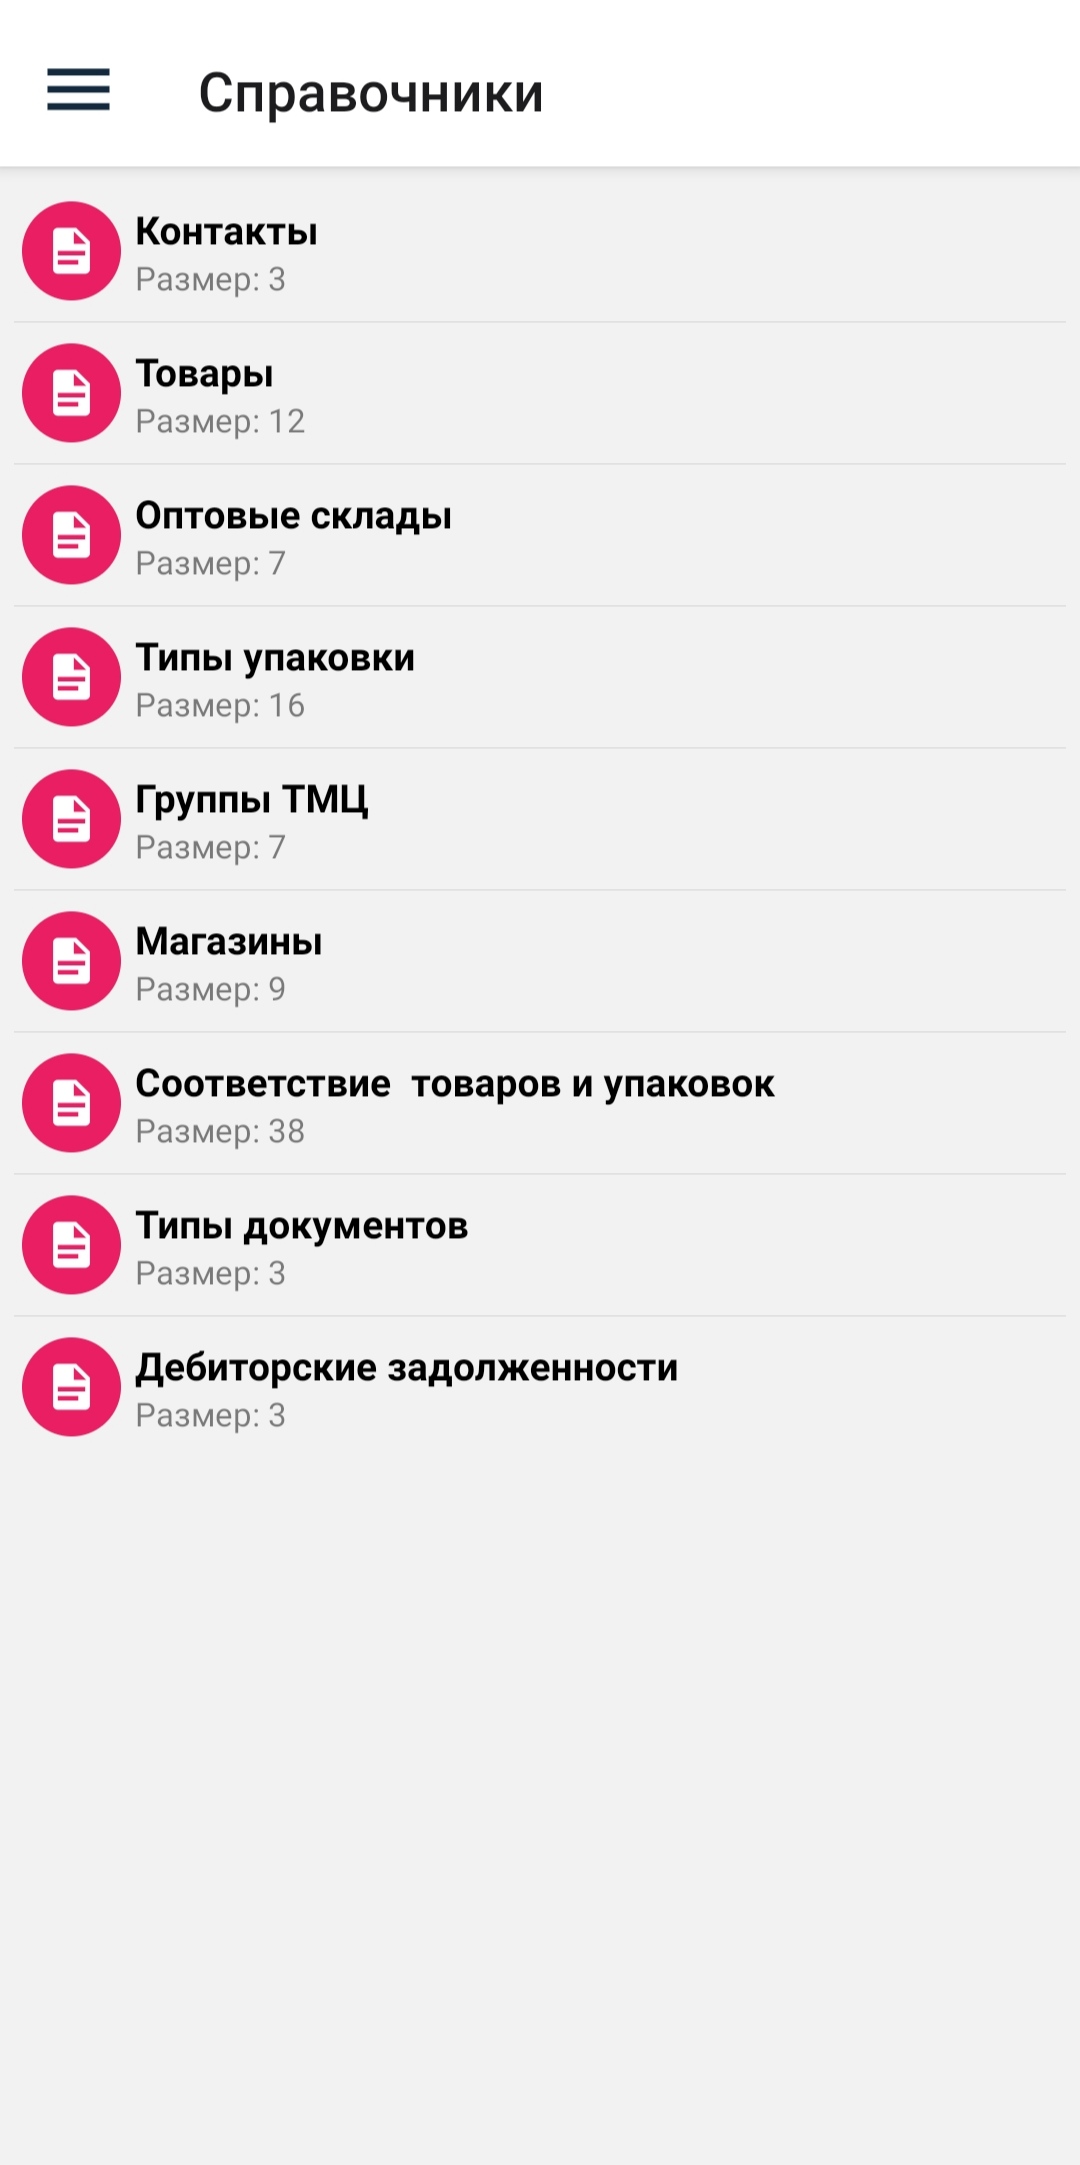 Справочники
Контакты
Размер: 3
Товары
Размер: 12
Оптовые склады
Размер: 7
Типы упаковки
Размер: 16
Группы ТМЦ
Размер: 7
Магазины
Размер: 9
Соответствие  товаров и упаковок
Размер: 38
Типы документов
Размер: 3
Дебиторские задолженности
Размер: 3